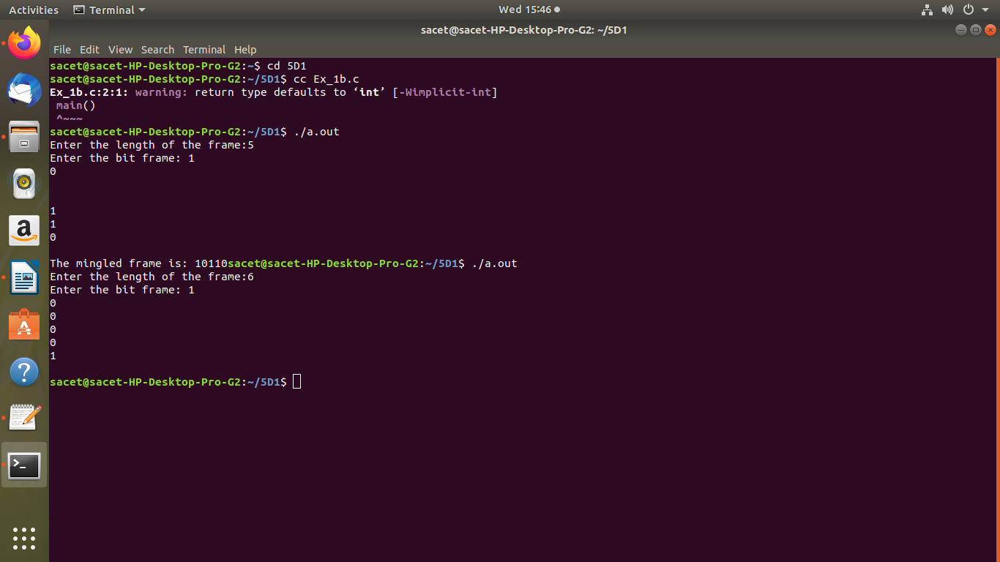 Activities Terminal Wed 15:46
sacet@sacet-HP-Desktop-Pro-G2: ~/5D1
File Edit View Search Terminal Help
sacet@sacet-HP-Desktop-Pro-G2:~$ cd 5D1
sacet@sacet-HP-Desktop-Pro-G2:~/5D1$ cc Ex_1b.c
Ex_1b.c:2:1: warning: return type defaults to ‘int’ [-Wimplicit-int]
main()
^~~~
sacet@sacet-HP-Desktop-Pro-G2:~/5D1$ ./a.out
Enter the length of the frame:5
Enter the bit frame: 1
0
1
1
0
The mingled frame is: 10110sacet@sacet-HP-Desktop-Pro-G2:~/5D1$ ./a.out
Enter the length of the frame:6
Enter the bit frame: 1
0
0
0
0
1
sacet@sacet-HP-Desktop-Pro-G2:~/5D1$